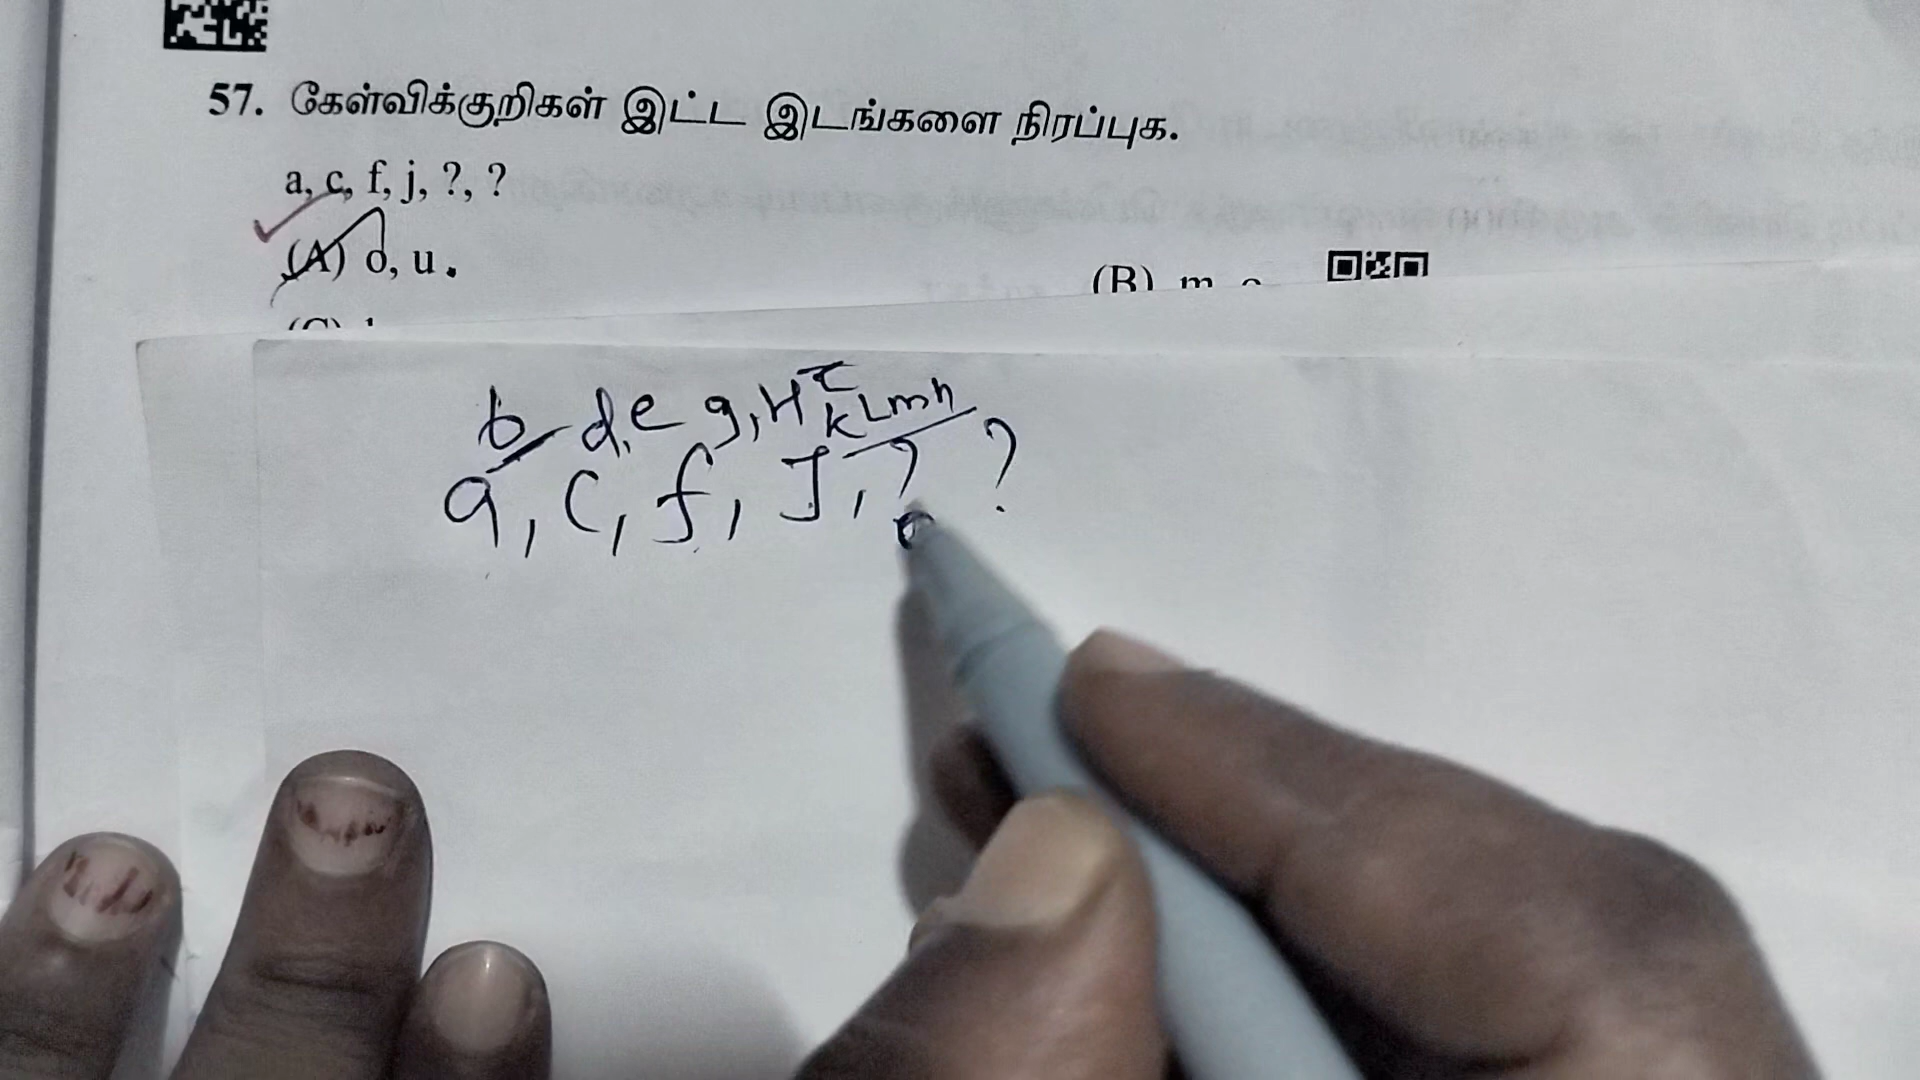 57. கேள்விக்குறிகள் இட்ட இடங்களை நிரப்புக.
a, c, f, j, ?, ?
(A) o, u
(B) m
(C)
b d, e g, H I K L m n
a, c, f, J, ? ?
o